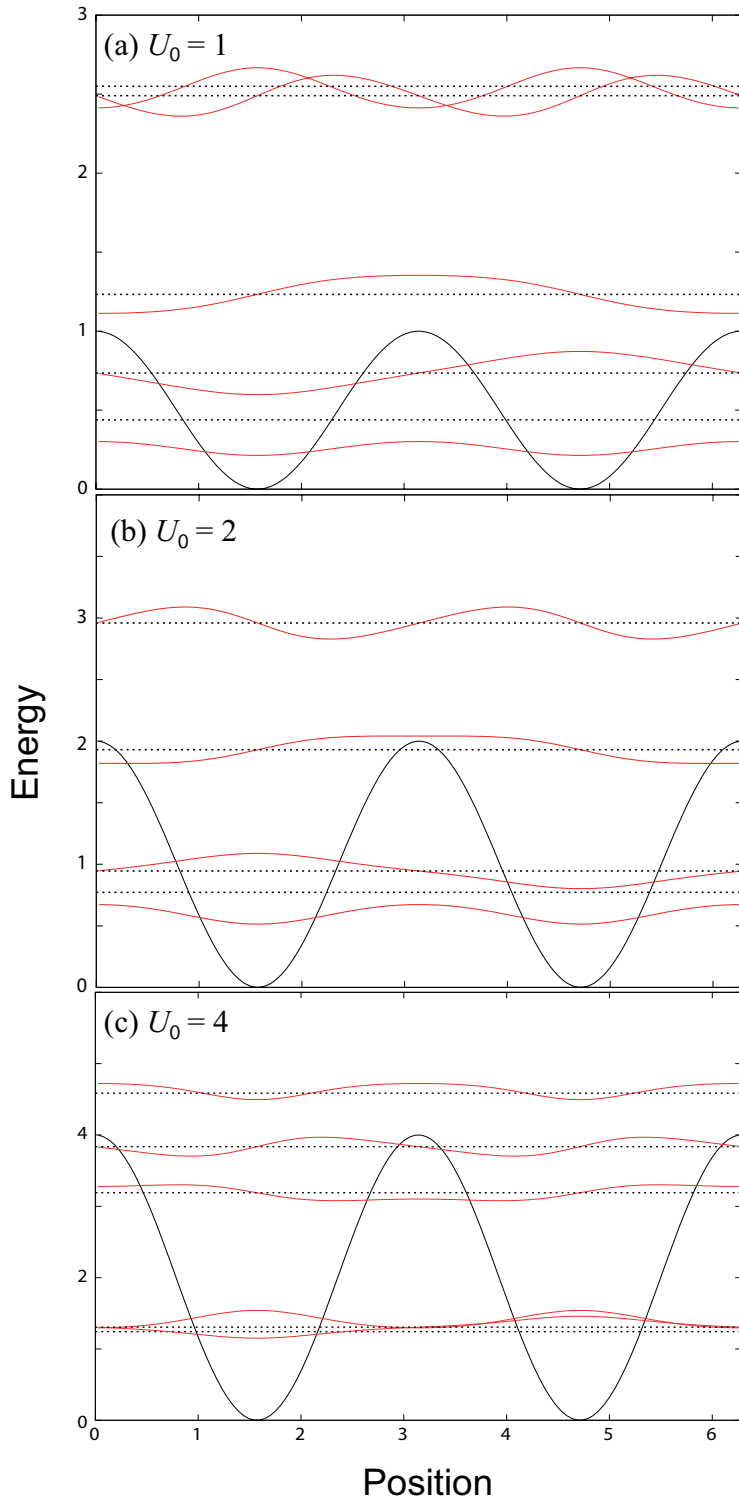 3
(a) U₀ = 1
2
1
0
(b) U₀ = 2
3
2
1
0
Energy
(c) U₀ = 4
4
2
0
0 1 2 3 4 5 6
Position